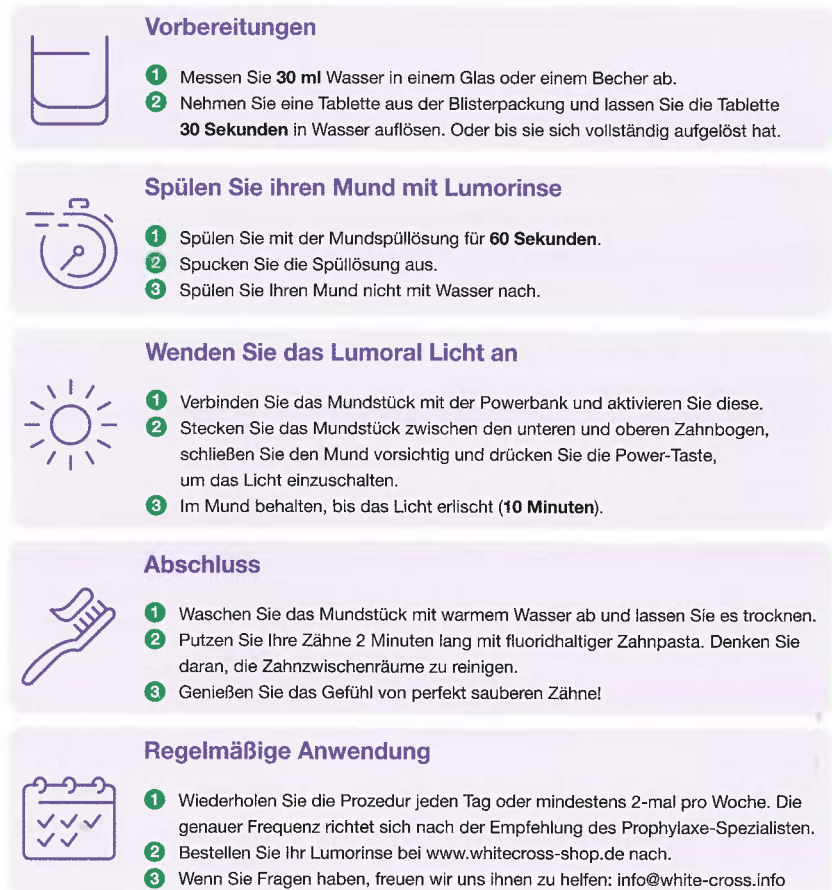 Vorbereitungen
1 Messen Sie 30 ml Wasser in einem Glas oder einem Becher ab.
2 Nehmen Sie eine Tablette aus der Blisterpackung und lassen Sie die Tablette
30 Sekunden in Wasser auflösen. Oder bis sie sich vollständig aufgelöst hat.
Spülen Sie ihren Mund mit Lumorinse
1 Spülen Sie mit der Mundspüllösung für 60 Sekunden.
2 Spucken Sie die Spüllösung aus.
3 Spülen Sie Ihren Mund nicht mit Wasser nach.
Wenden Sie das Lumoral Licht an
1 Verbinden Sie das Mundstück mit der Powerbank und aktivieren Sie diese.
2 Stecken Sie das Mundstück zwischen den unteren und oberen Zahnbogen,
schließen Sie den Mund vorsichtig und drücken Sie die Power-Taste,
um das Licht einzuschalten.
3 Im Mund behalten, bis das Licht erlischt (10 Minuten).
Abschluss
1 Waschen Sie das Mundstück mit warmem Wasser ab und lassen Sie es trocknen.
2 Putzen Sie Ihre Zähne 2 Minuten lang mit fluoridhaltiger Zahnpasta. Denken Sie
daran, die Zahnzwischenräume zu reinigen.
3 Genießen Sie das Gefühl von perfekt sauberen Zähne!
Regelmäßige Anwendung
1 Wiederholen Sie die Prozedur jeden Tag oder mindestens 2-mal pro Woche. Die
genauer Frequenz richtet sich nach der Empfehlung des Prophylaxe-Spezialisten.
2 Bestellen Sie Ihr Lumorinse bei www.whitecross-shop.de nach.
3 Wenn Sie Fragen haben, freuen wir uns ihnen zu helfen: info@white-cross.info